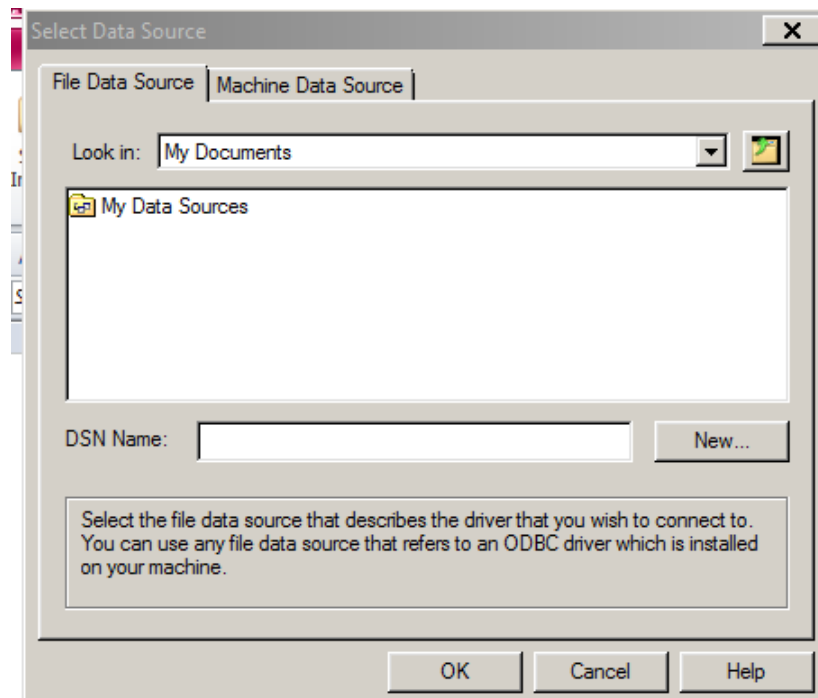 Select Data Source
File Data Source
Machine Data Source
Look in:
My Documents
My Data Sources
DSN Name:
New...
Select the file data source that describes the driver that you wish to connect to.
You can use any file data source that refers to an ODBC driver which is installed
on your machine.
OK
Cancel
Help